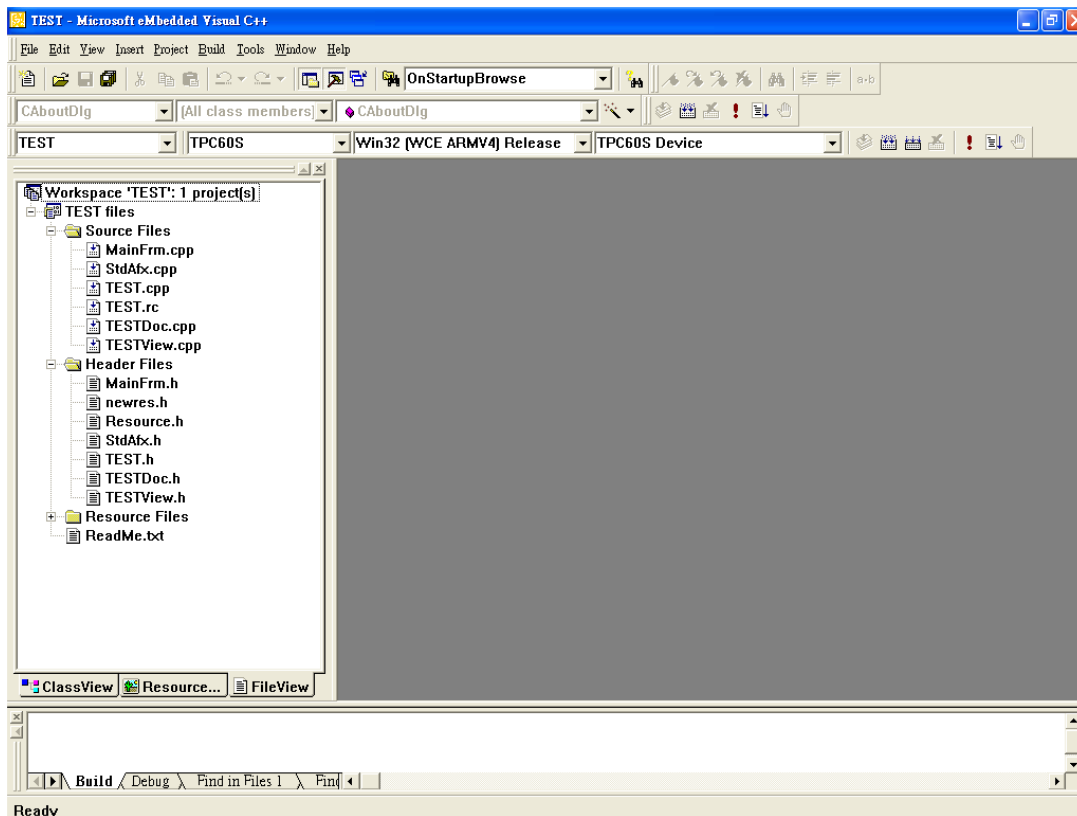 TEST - Microsoft eMbedded Visual C++
File Edit View Insert Project Build Tools Window Help
OnStartupBrowse
a+b
CAboutDlg [All class members] CAboutDlg
TEST TPC60S Win32 (WCE ARMV4) Release TPC60S Device
Workspace 'TEST': 1 project(s)
TEST files
Source Files
MainFrm.cpp
StdAfx.cpp
TEST.cpp
TEST.rc
TESTDoc.cpp
TESTView.cpp
Header Files
MainFrm.h
newres.h
Resource.h
StdAfx.h
TEST.h
TESTDoc.h
TESTView.h
Resource Files
ReadMe.txt
ClassView Resource... FileView
Build Debug Find in Files 1 Find
Ready